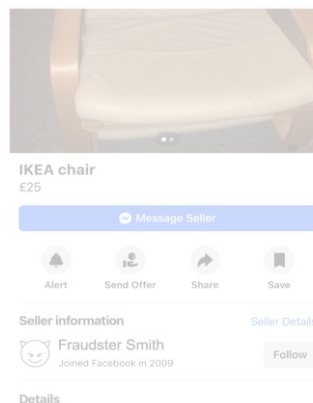 IKEA chair
£25
Message Seller
Alert Send Offer Share Save
Seller information Seller Details
Fraudster Smith
Joined Facebook in 2009
Follow
Details